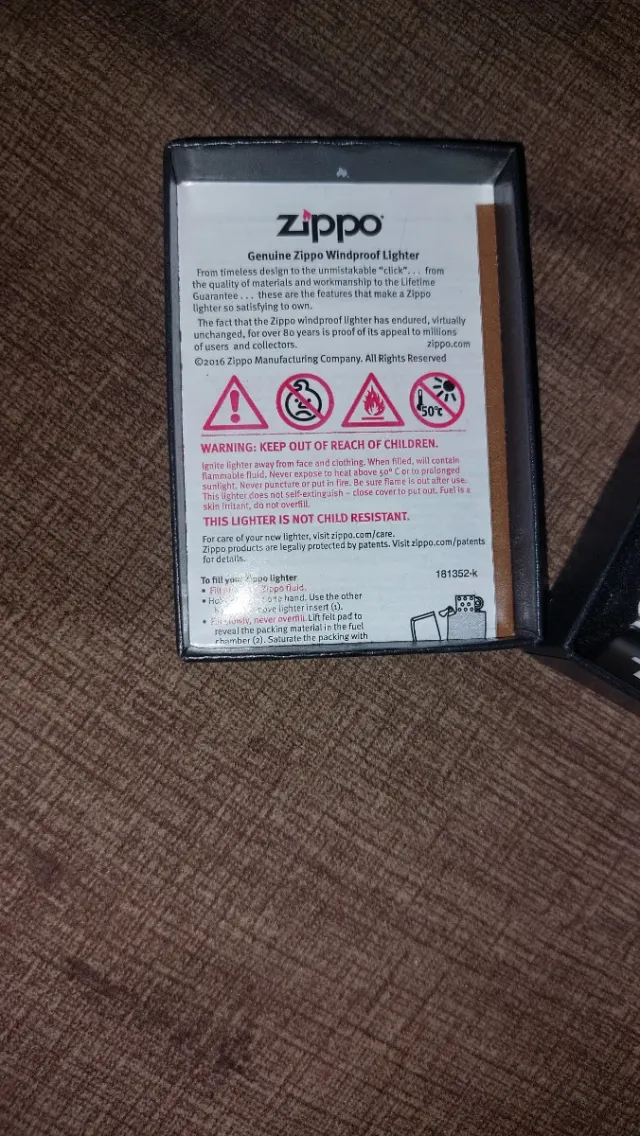 zippo
Genuine Zippo Windproof Lighter
From timeless design to the unmistakable "click". . . from
the quality of materials and workmanship to the Lifetime
Guarantee . . . these are the features that make a Zippo
lighter so satisfying to own.
The fact that the Zippo windproof lighter has endured, virtually
unchanged, for over 80 years is proof of its appeal to millions
of users and collectors. zippo.com
©2016 Zippo Manufacturing Company. All Rights Reserved
50°C
WARNING: KEEP OUT OF REACH OF CHILDREN.
Ignite lighter away from face and clothing. When filled, will contain
flammable fluid. Never expose to heat above 50° C or to prolonged
sunlight. Never puncture or put in fire. Be sure flame is out after use.
This lighter does not self-extinguish – close cover to put out. Fuel is a
skin irritant, do not overfill.
THIS LIGHTER IS NOT CHILD RESISTANT.
For care of your new lighter, visit zippo.com/care.
Zippo products are legally protected by patents. Visit zippo.com/patents
for details.
181352-k
To fill your Zippo lighter
• Zippo fluid.
• one hand. Use the other
lighter insert (1).
• Fill slowly, never overfill. Lift felt pad to
reveal the packing material in the fuel
chamber (2). Saturate the packing with